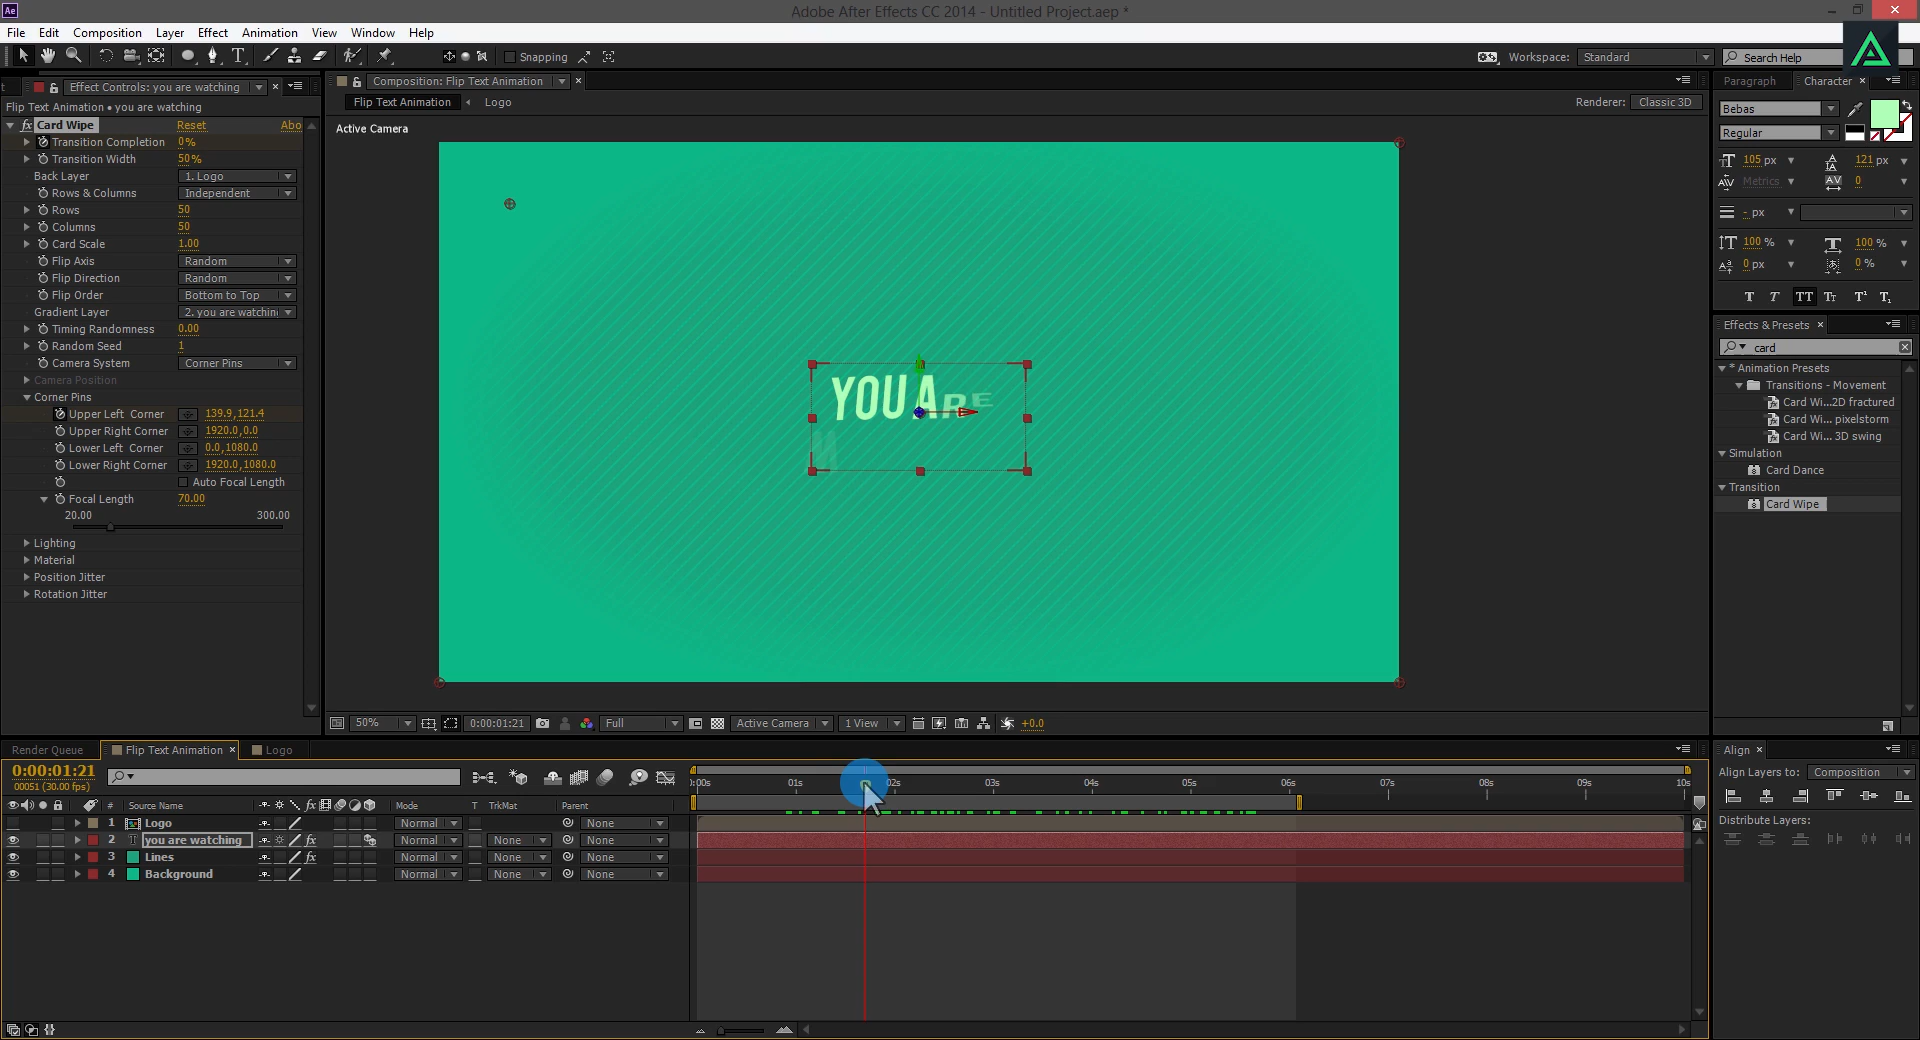 Ae
Adobe After Effects CC 2014 - Untitled Project.aep *
File Edit Composition Layer Effect Animation View Window Help
Snapping
Workspace: Standard Search Help
Effect Controls: you are watching
Flip Text Animation • you are watching
fx Card Wipe Reset Abo
Transition Completion 0%
Transition Width 50%
Back Layer 1. Logo
Rows & Columns Independent
Rows 50
Columns 50
Card Scale 1.00
Flip Axis Random
Flip Direction Random
Flip Order Bottom to Top
Gradient Layer 2. you are watchin
Timing Randomness 0.00
Random Seed 1
Camera System Corner Pins
Camera Position
Corner Pins
Upper Left Corner 139.9,121.4
Upper Right Corner 1920.0,0.0
Lower Left Corner 0.0,1080.0
Lower Right Corner 1920.0,1080.0
Auto Focal Length
Focal Length 70.00
20.00 300.00
Lighting
Material
Position Jitter
Rotation Jitter
Composition: Flip Text Animation
Flip Text Animation Logo
Renderer: Classic 3D
Active Camera
YOU ARE
50% 0:00:01:21 Full Active Camera 1 View +0.0
Paragraph Character
Bebas
Regular
105 px 121 px
Metrics 0
- px
100 % 100 %
0 px 0 %
Effects & Presets
card
* Animation Presets
Transitions - Movement
Card Wi...2D fractured
Card Wi... pixelstorm
Card Wi... 3D swing
Simulation
Card Dance
Transition
Card Wipe
Render Queue Flip Text Animation Logo
0:00:01:21
00051 (30.00 fps)
# Source Name Mode T TrkMat Parent
1 Logo Normal None
2 you are watching Normal None None
3 Lines Normal None None
4 Background Normal None None
:00s 01s 02s 03s 04s 05s 06s 07s 08s 09s 10s
Align
Align Layers to: Composition
Distribute Layers: